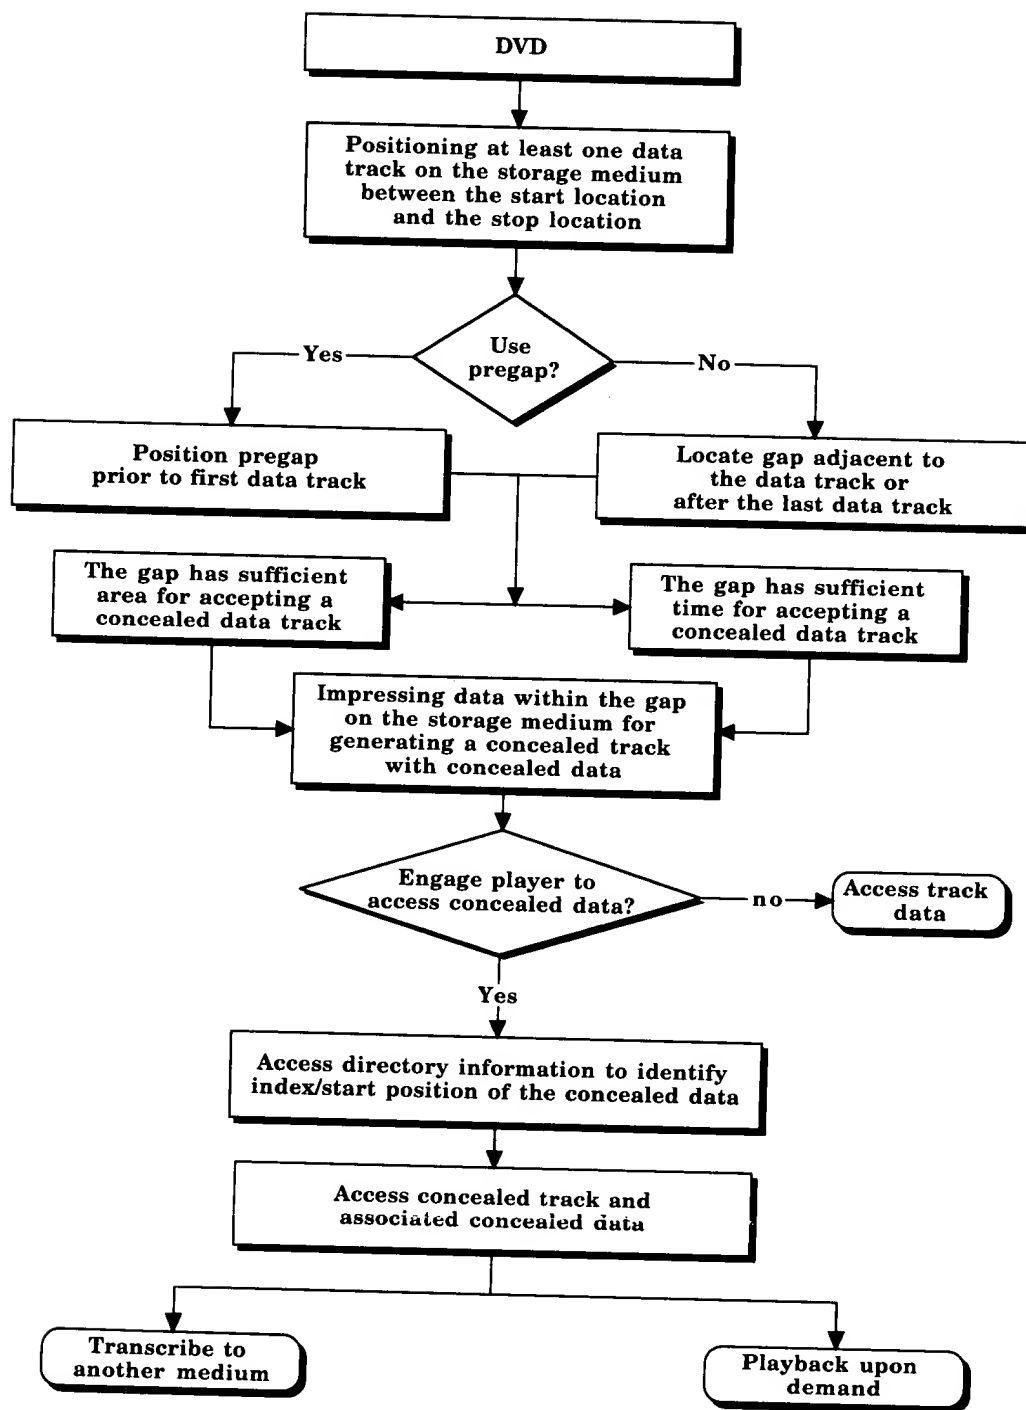 DVD
Positioning at least one data
track on the storage medium
between the start location
and the stop location
Use
pregap?
Yes
No
Position pregap
prior to first data track
Locate gap adjacent to
the data track or
after the last data track
The gap has sufficient
area for accepting a
concealed data track
The gap has sufficient
time for accepting a
concealed data track
Impressing data within the gap
on the storage medium for
generating a concealed track
with concealed data
Engage player to
access concealed data?
no
Access track
data
Yes
Access directory information to identify
index/start position of the concealed data
Access concealed track and
associated concealed data
Transcribe to
another medium
Playback upon
demand